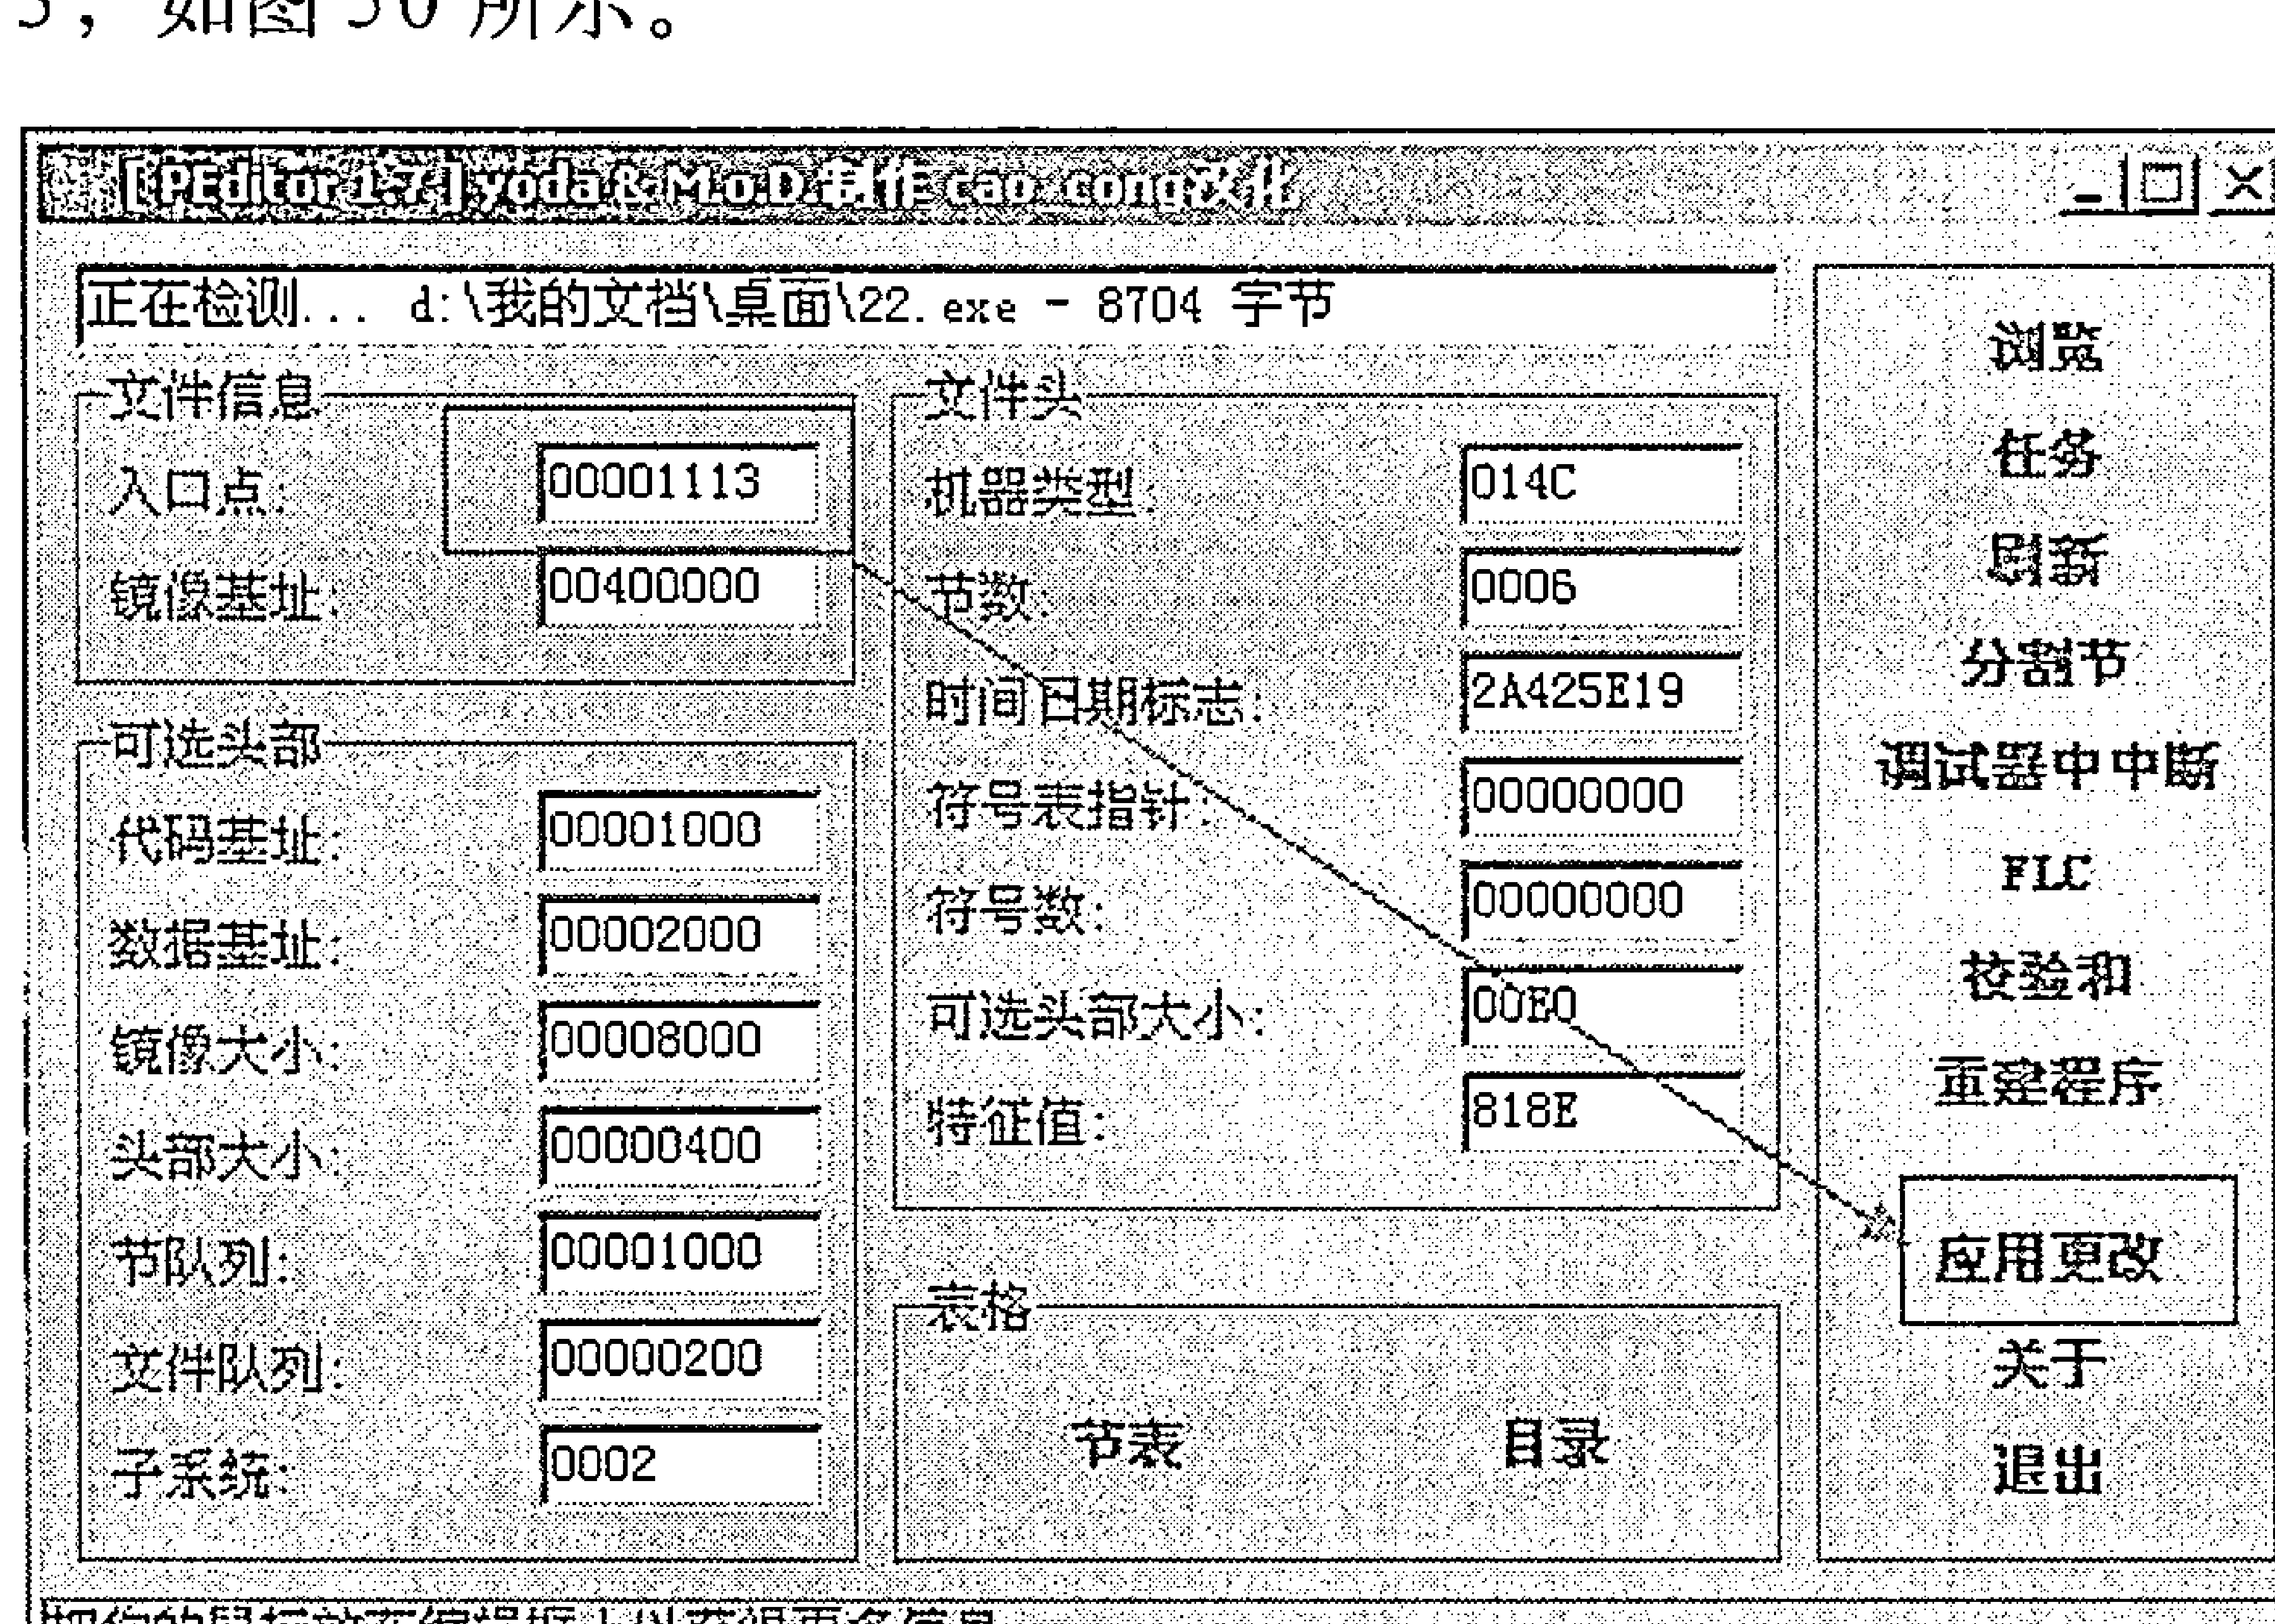 3，如图 50 所示。
[PEditor 1.7] yoda & M.o.D.制作 cao_cong汉化
正在检测... d:\我的文档\桌面\22.exe - 8704 字节
文件信息
入口点: 00001113
镜像基址: 00400000
可选头部
代码基址: 00001000
数据基址: 00002000
镜像大小: 00008000
头部大小: 00000400
节队列: 00001000
文件队列: 00000200
子系统: 0002
文件头
机器类型: 014C
节数: 0006
时间日期标志: 2A425E19
符号表指针: 00000000
符号数: 00000000
可选头部大小: 00E0
特征值: 818E
表格
节表 目录
浏览
任务
刷新
分割节
调试器中中断
FLC
校验和
重建程序
应用更改
关于
退出